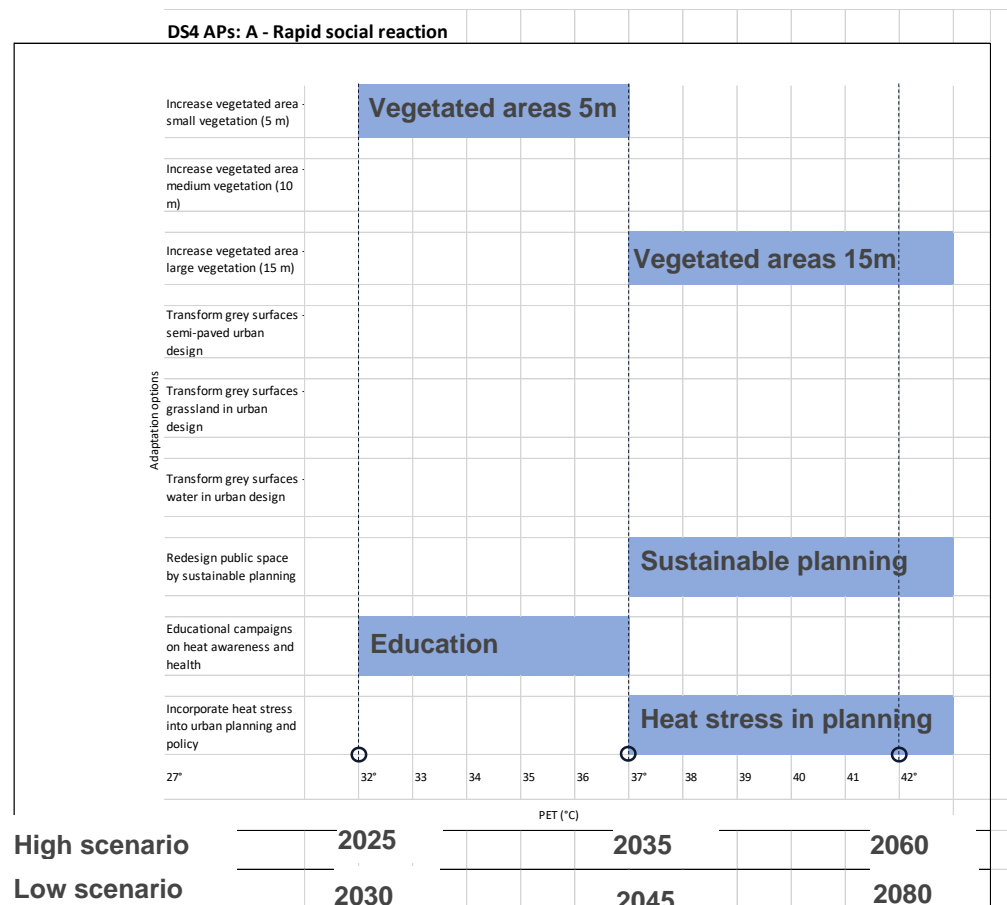 DS4 APs: A - Rapid social reaction
Increase vegetated area -
small vegetation (5 m)
Vegetated areas 5m
Increase vegetated area -
medium vegetation (10
m)
Increase vegetated area -
large vegetation (15 m)
Vegetated areas 15m
Transform grey surfaces -
semi-paved urban
design
Transform grey surfaces -
grassland in urban
design
Adaptation options
Transform grey surfaces -
water in urban design
Redesign public space
by sustainable planning
Sustainable planning
Educational campaigns
on heat awareness and
health
Education
Incorporate heat stress
into urban planning and
policy
Heat stress in planning
27° 32° 33 34 35 36 37° 38 39 40 41 42°
PET (°C)
High scenario 2025 2035 2060
Low scenario 2030 2045 2080